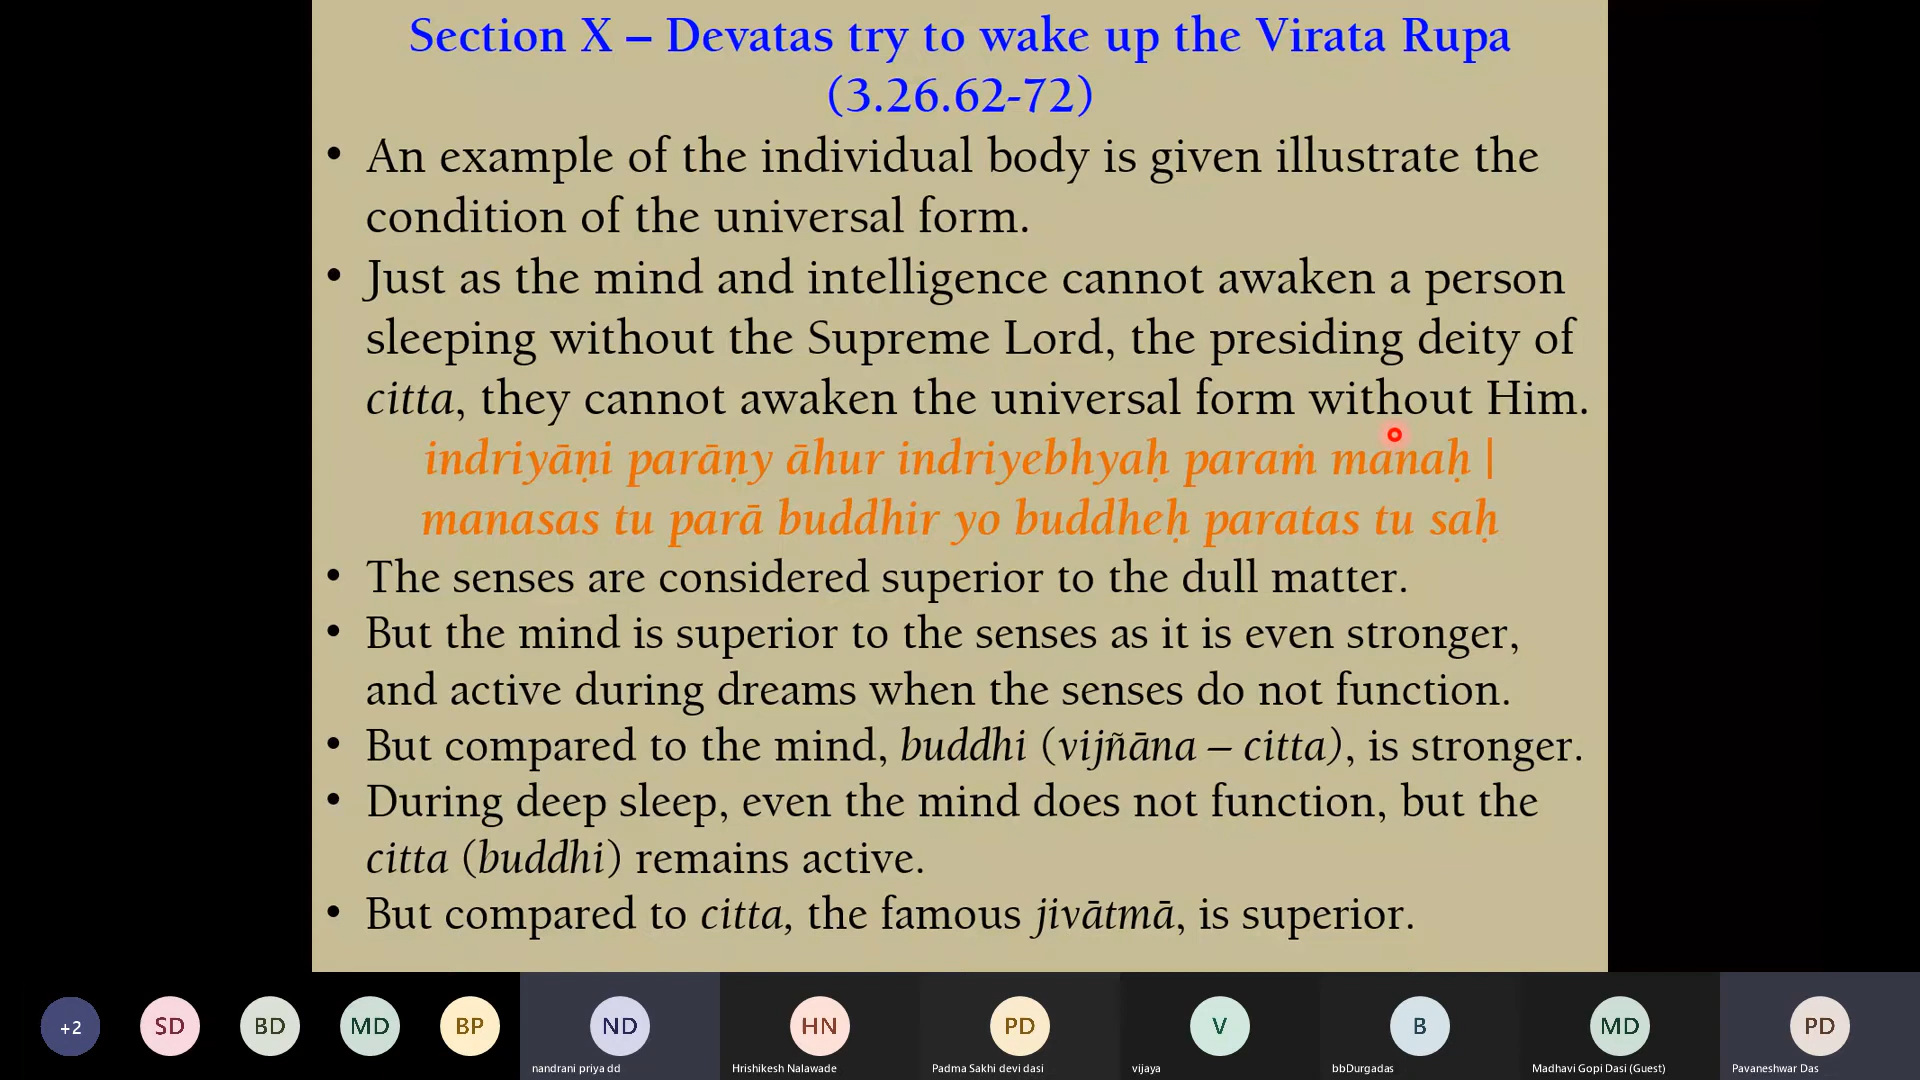 Section X – Devatas try to wake up the Virata Rupa
(3.26.62-72)
• An example of the individual body is given illustrate the
condition of the universal form.
• Just as the mind and intelligence cannot awaken a person
sleeping without the Supreme Lord, the presiding deity of
citta, they cannot awaken the universal form without Him.
indriyāṇi parāṇy āhur indriyebhyaḥ paraṁ manaḥ |
manasas tu parā buddhir yo buddheḥ paratas tu saḥ
• The senses are considered superior to the dull matter.
• But the mind is superior to the senses as it is even stronger,
and active during dreams when the senses do not function.
• But compared to the mind, buddhi (vijñāna – citta), is stronger.
• During deep sleep, even the mind does not function, but the
citta (buddhi) remains active.
• But compared to citta, the famous jivātmā, is superior.
+2 SD BD MD BP ND HN PD V B MD PD
nandrani priya dd Hrishikesh Nalawade Padma Sakhi devi dasi vijaya bbDurgadas Madhavi Gopi Dasi (Guest) Pavaneshwar Das